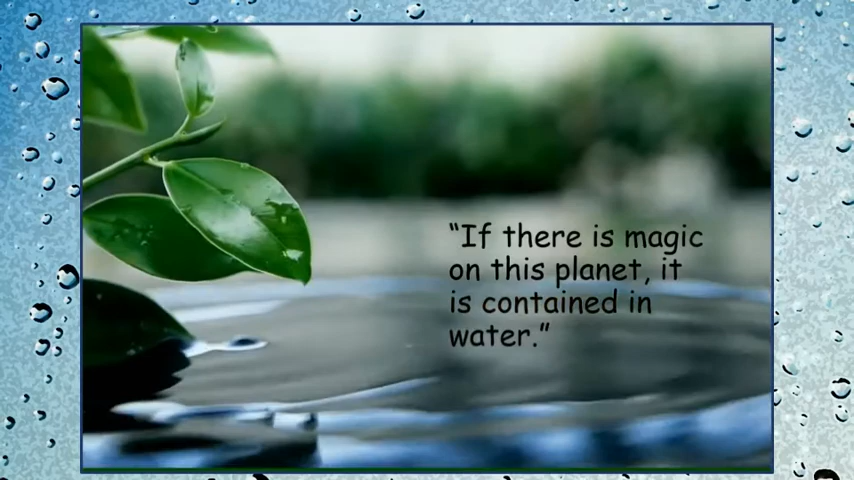 “If there is magic
on this planet, it
is contained in
water.”